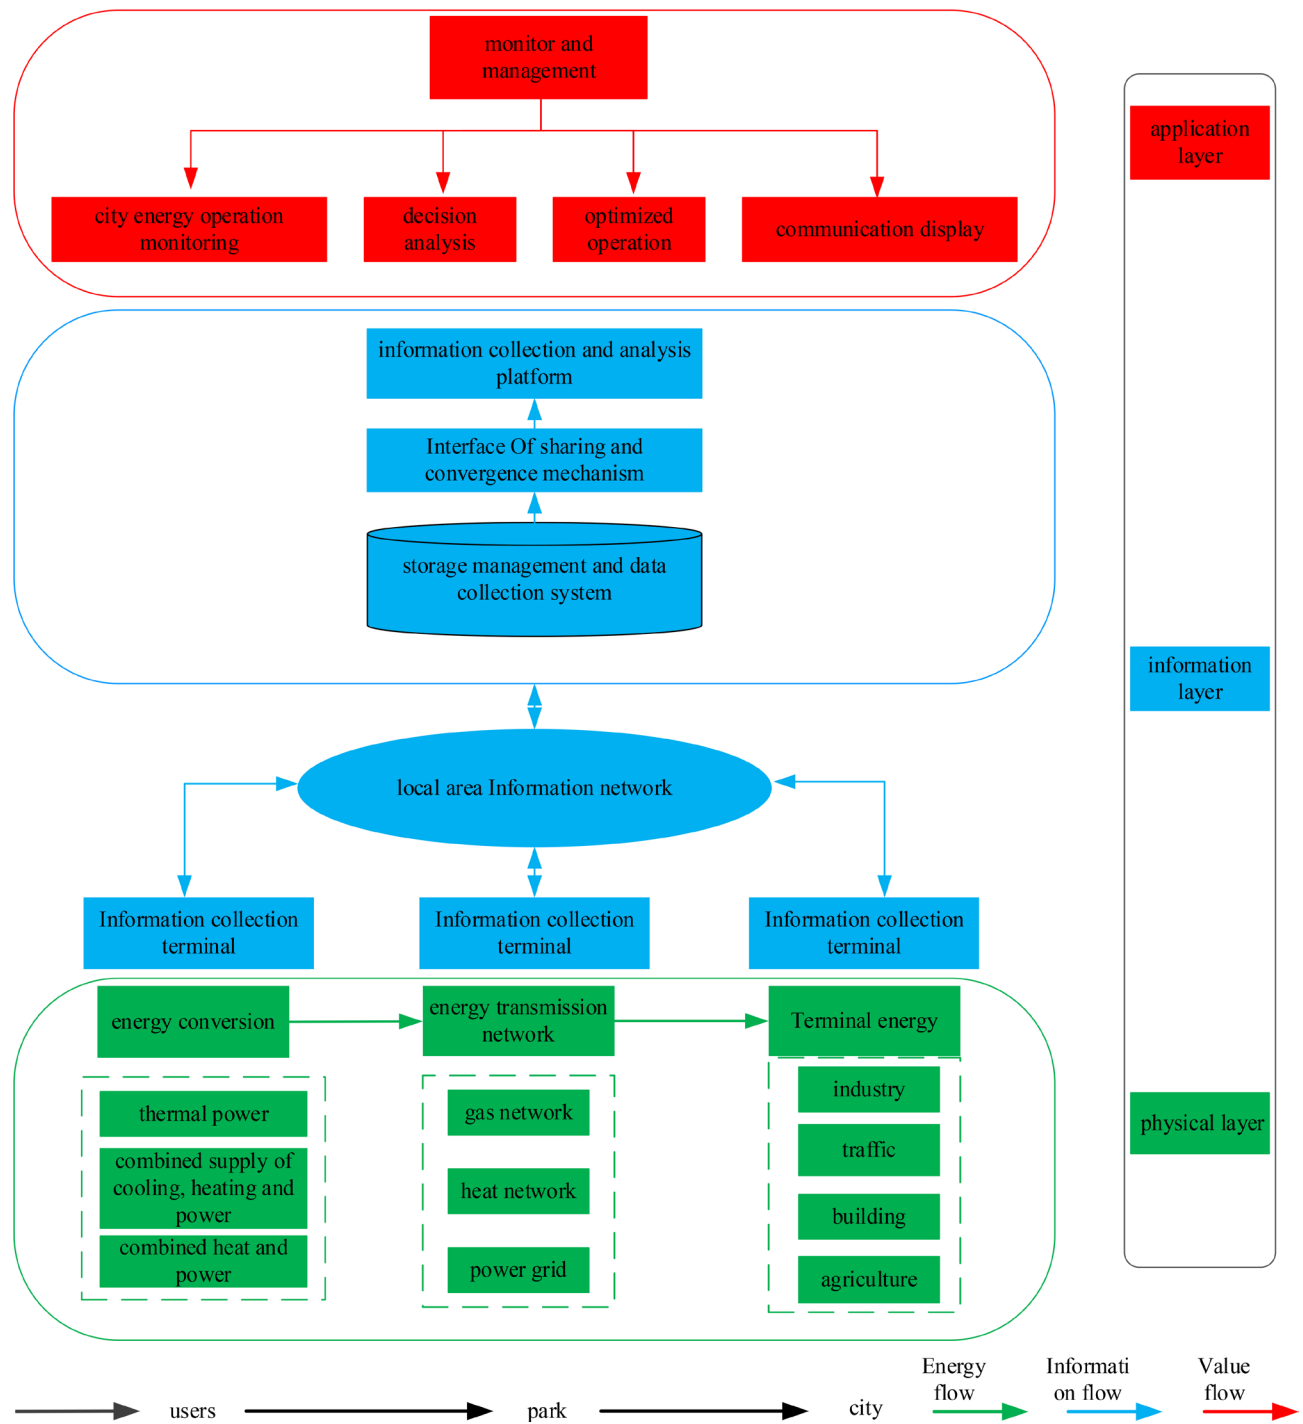 monitor and
management
city energy operation
monitoring
decision
analysis
optimized
operation
communication display
application
layer
information collection and analysis
platform
Interface Of sharing and
convergence mechanism
storage management and data
collection system
information
layer
local area Information network
Information collection
terminal
Information collection
terminal
Information collection
terminal
energy conversion
energy transmission
network
Terminal energy
thermal power
combined supply of
cooling, heating and
power
combined heat and
power
gas network
heat network
power grid
industry
traffic
building
agriculture
physical layer
users
park
city
Energy
flow
Informati
on flow
Value
flow